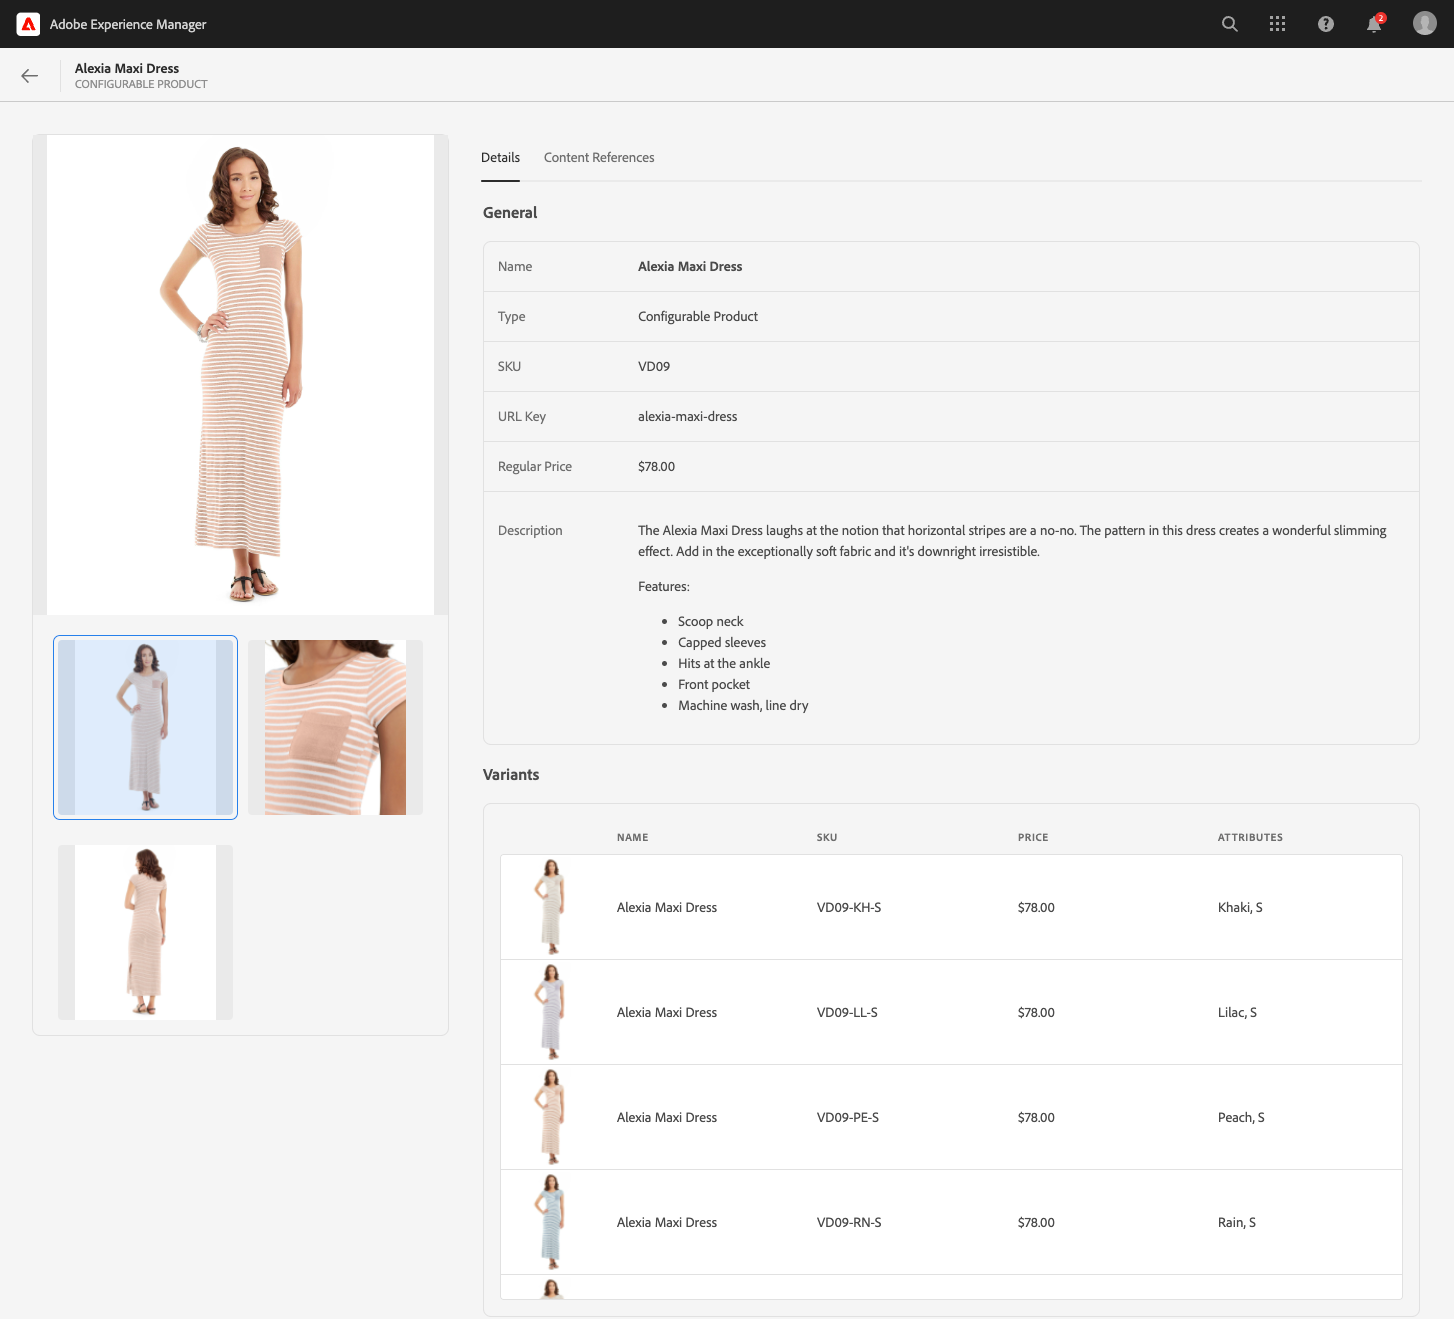 Adobe Experience Manager
2
Alexia Maxi Dress
CONFIGURABLE PRODUCT
Details
Content References
General
Name
Alexia Maxi Dress
Type
Configurable Product
SKU
VD09
URL Key
alexia-maxi-dress
Regular Price
$78.00
Description
The Alexia Maxi Dress laughs at the notion that horizontal stripes are a no-no. The pattern in this dress creates a wonderful slimming
effect. Add in the exceptionally soft fabric and it's downright irresistible.
Features:
Scoop neck
Capped sleeves
Hits at the ankle
Front pocket
Machine wash, line dry
Variants
NAME SKU PRICE ATTRIBUTES
Alexia Maxi Dress VD09-KH-S $78.00 Khaki, S
Alexia Maxi Dress VD09-LL-S $78.00 Lilac, S
Alexia Maxi Dress VD09-PE-S $78.00 Peach, S
Alexia Maxi Dress VD09-RN-S $78.00 Rain, S